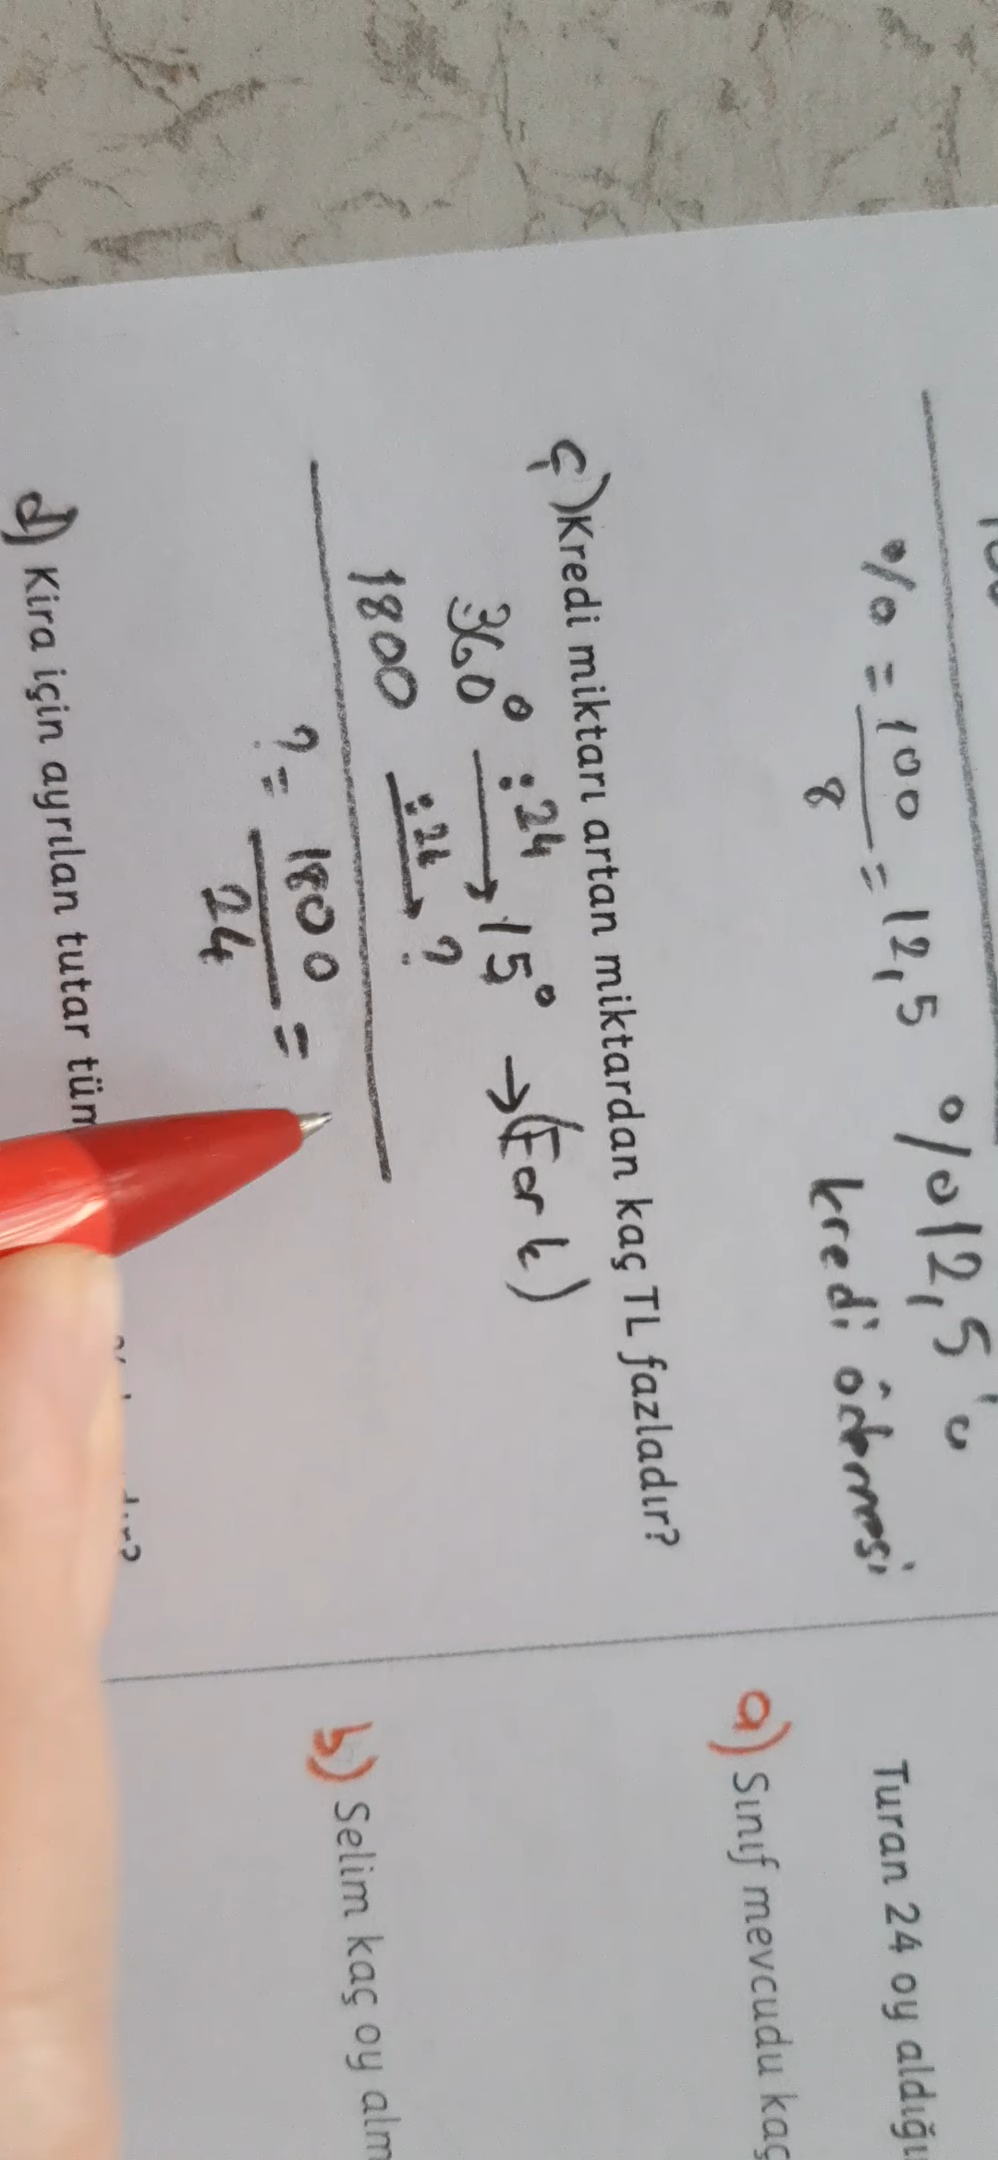 % = 100 / 8 = 12,5 %12,5'u
kredi ödemesi
ç) Kredi miktarı artan miktardan kaç TL fazladır?
360° :24 → 15° → (Fark)
1800 :24 → ?
? = 1800 / 24 =
d) Kira için ayrılan tutar tüm
Turan 24 oy aldığı
a) Sınıf mevcudu kaç
b) Selim kaç oy alm